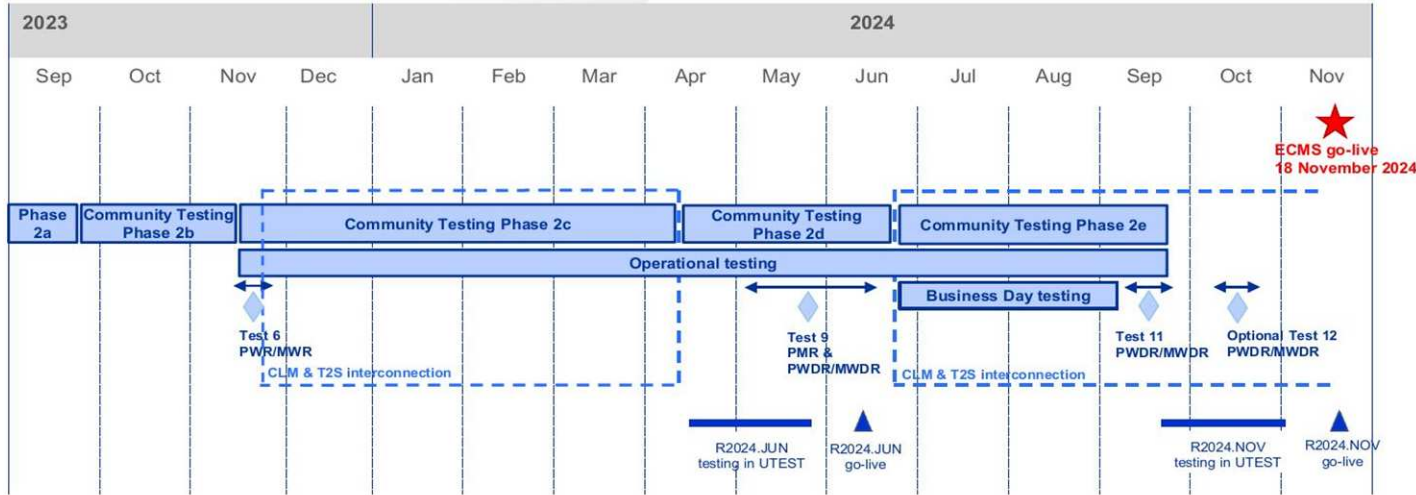 2023
2024
Sep Oct Nov Dec Jan Feb Mar Apr May Jun Jul Aug Sep Oct Nov
ECMS go-live
18 November 2024
Phase
2a
Community Testing
Phase 2b
Community Testing Phase 2c
Community Testing
Phase 2d
Community Testing Phase 2e
Operational testing
Business Day testing
Test 6
PWR/MWR
Test 9
PMR &
PWDR/MWDR
Test 11
PWDR/MWDR
Optional Test 12
PWDR/MWDR
CLM & T2S interconnection
CLM & T2S interconnection
R2024.JUN
testing in UTEST
R2024.JUN
go-live
R2024.NOV
testing in UTEST
R2024.NOV
go-live